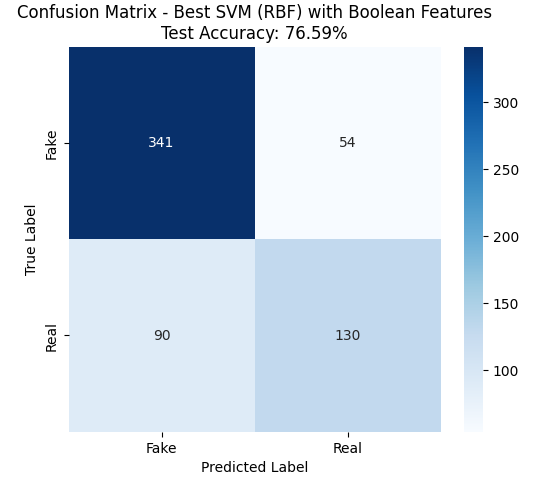 Confusion Matrix - Best SVM (RBF) with Boolean Features
Test Accuracy: 76.59%
Fake
341
54
Real
90
130
True Label
Fake
Real
Predicted Label
300
250
200
150
100